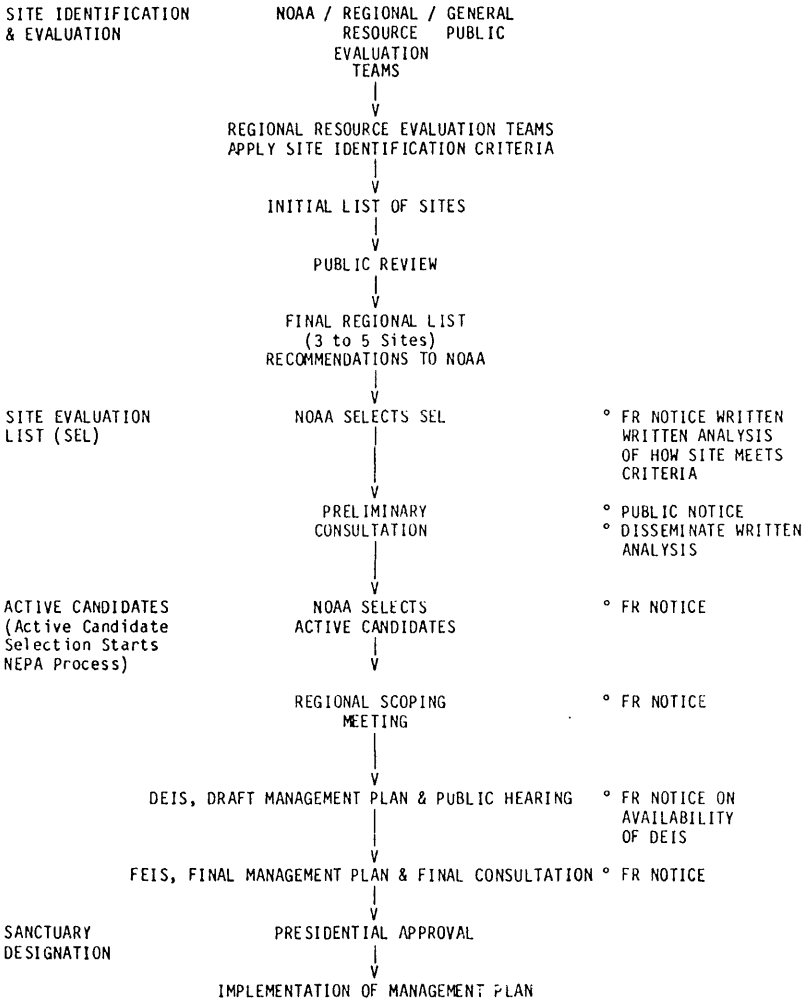 SITE IDENTIFICATION NOAA / REGIONAL / GENERAL
& EVALUATION RESOURCE PUBLIC
EVALUATION
TEAMS
REGIONAL RESOURCE EVALUATION TEAMS
APPLY SITE IDENTIFICATION CRITERIA
INITIAL LIST OF SITES
PUBLIC REVIEW
FINAL REGIONAL LIST
(3 to 5 Sites)
RECOMMENDATIONS TO NOAA
SITE EVALUATION NOAA SELECTS SEL ° FR NOTICE WRITTEN
LIST (SEL) WRITTEN ANALYSIS
OF HOW SITE MEETS
CRITERIA
PRELIMINARY ° PUBLIC NOTICE
CONSULTATION ° DISSEMINATE WRITTEN
ANALYSIS
ACTIVE CANDIDATES NOAA SELECTS ° FR NOTICE
(Active Candidate ACTIVE CANDIDATES
Selection Starts
NEPA Process)
REGIONAL SCOPING ° FR NOTICE
MEETING
DEIS, DRAFT MANAGEMENT PLAN & PUBLIC HEARING ° FR NOTICE ON
AVAILABILITY
OF DEIS
FEIS, FINAL MANAGEMENT PLAN & FINAL CONSULTATION ° FR NOTICE
SANCTUARY PRESIDENTIAL APPROVAL
DESIGNATION
IMPLEMENTATION OF MANAGEMENT PLAN